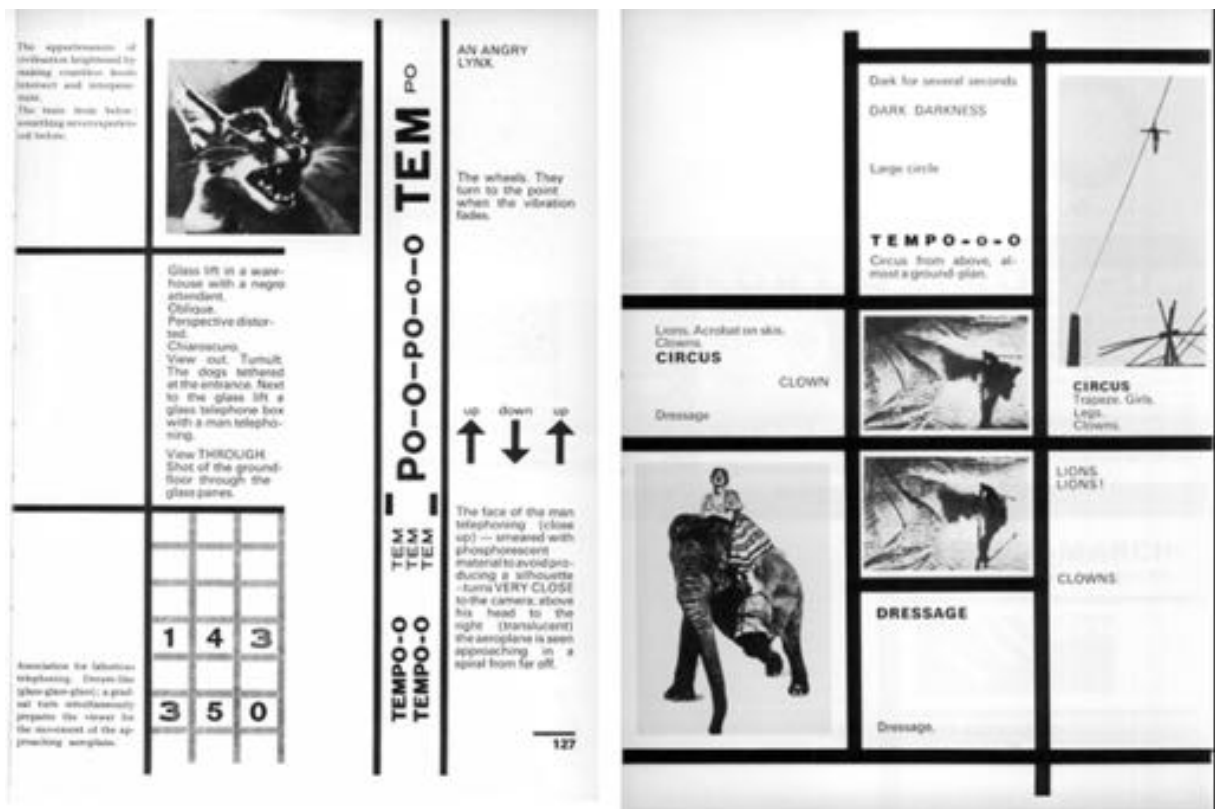 The appurtenances of
civilisation heightened by
making countless levels
intersect and interpene-
trate.
The train from below:
something never experienc-
ed before.
Glass lift in a ware-
house with a negro
attendant.
Oblique.
Perspective distor-
ted.
Chiaroscuro.
View out. Tumult.
The dogs tethered
at the entrance. Next
to the glass lift a
glass telephone box
with a man telepho-
ning.
View THROUGH.
Shot of the ground-
floor through the
glass panes.
1 4 3
3 5 0
Association for
telephoning. Dream-like
(glass-glass-glass); a grad-
ual turn simultaneously
prepares the viewer for
the movement of the ap-
proaching aeroplane.
PO
TEM
PO-O-PO-O-O
TEM
TEM
TEM
TEMPO-O
TEMPO-O
AN ANGRY
LYNX.
The wheels. They
turn to the point
when the vibration
fades.
up down up
The face of the man
telephoning (close
up) — smeared with
phosphorescent
material to avoid pro-
ducing a silhouette
-turns VERY CLOSE
to the camera; above
his head to the
right (translucent)
the aeroplane is seen
approaching in a
spiral from far off.
127
Dark for several seconds
DARK DARKNESS
Large circle
TEMPO-o-O
Circus from above, al-
most a ground-plan.
Lions. Acrobat on skis.
Clowns.
CIRCUS
CLOWN
Dressage
CIRCUS
Trapeze. Girls.
Legs.
Clowns.
LIONS.
LIONS!
CLOWNS.
DRESSAGE
Dressage.